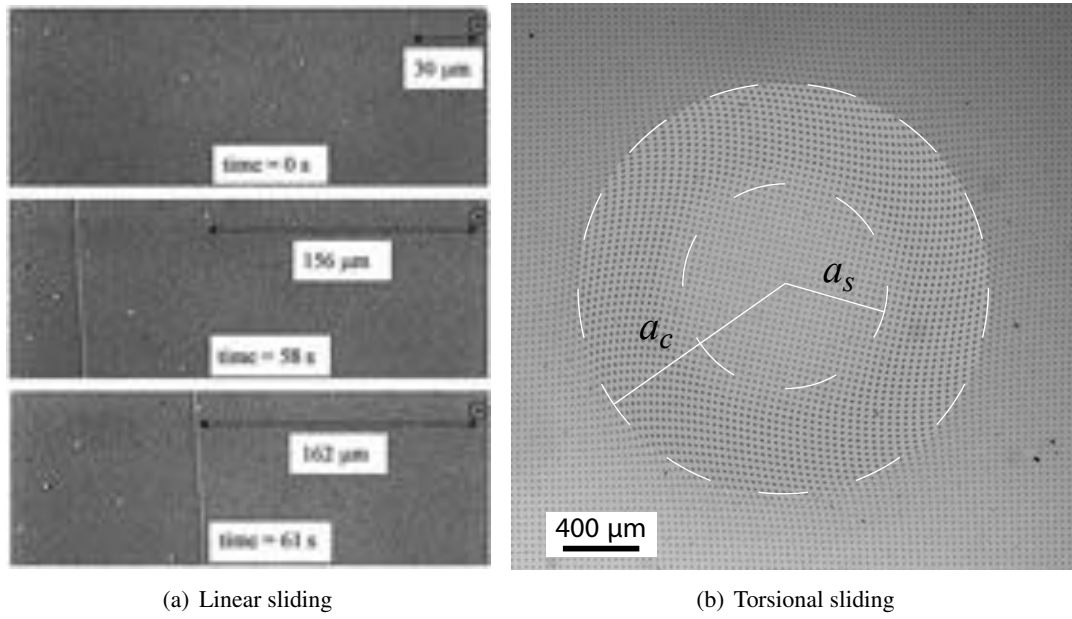 30 μm
time = 0 s
156 μm
time = 58 s
162 μm
time = 61 s
a_s
a_c
400 μm
(a) Linear sliding
(b) Torsional sliding